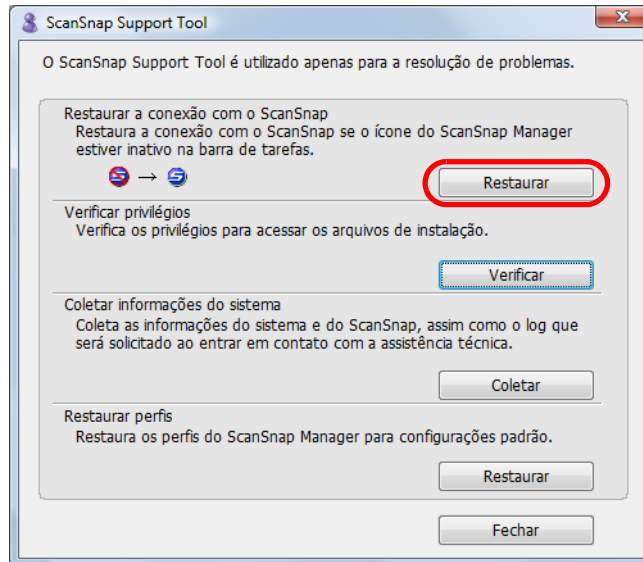 ScanSnap Support Tool
O ScanSnap Support Tool é utilizado apenas para a resolução de problemas.
Restaurar a conexão com o ScanSnap
Restaura a conexão com o ScanSnap se o ícone do ScanSnap Manager
estiver inativo na barra de tarefas.
→
Restaurar
Verificar privilégios
Verifica os privilégios para acessar os arquivos de instalação.
Verificar
Coletar informações do sistema
Coleta as informações do sistema e do ScanSnap, assim como o log que
será solicitado ao entrar em contato com a assistência técnica.
Coletar
Restaurar perfis
Restaura os perfis do ScanSnap Manager para configurações padrão.
Restaurar
Fechar